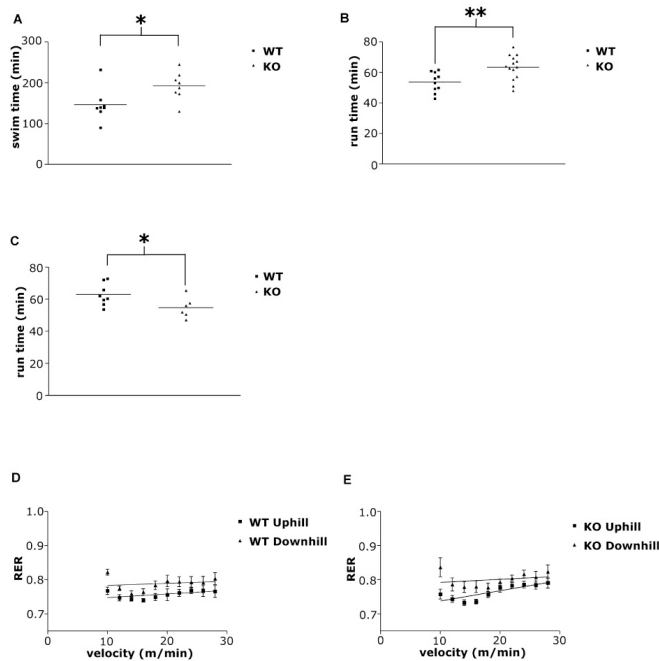 A
*
WT
KO
swim time (min)
300
200
100
0
B
**
WT
KO
run time (min)
80
60
40
20
0
C
*
WT
KO
run time (min)
80
60
40
20
0
D
WT Uphill
WT Downhill
RER
1.0
0.9
0.8
0.7
0 10 20 30
velocity (m/min)
E
KO Uphill
KO Downhill
RER
1.0
0.9
0.8
0.7
0 10 20 30
velocity (m/min)